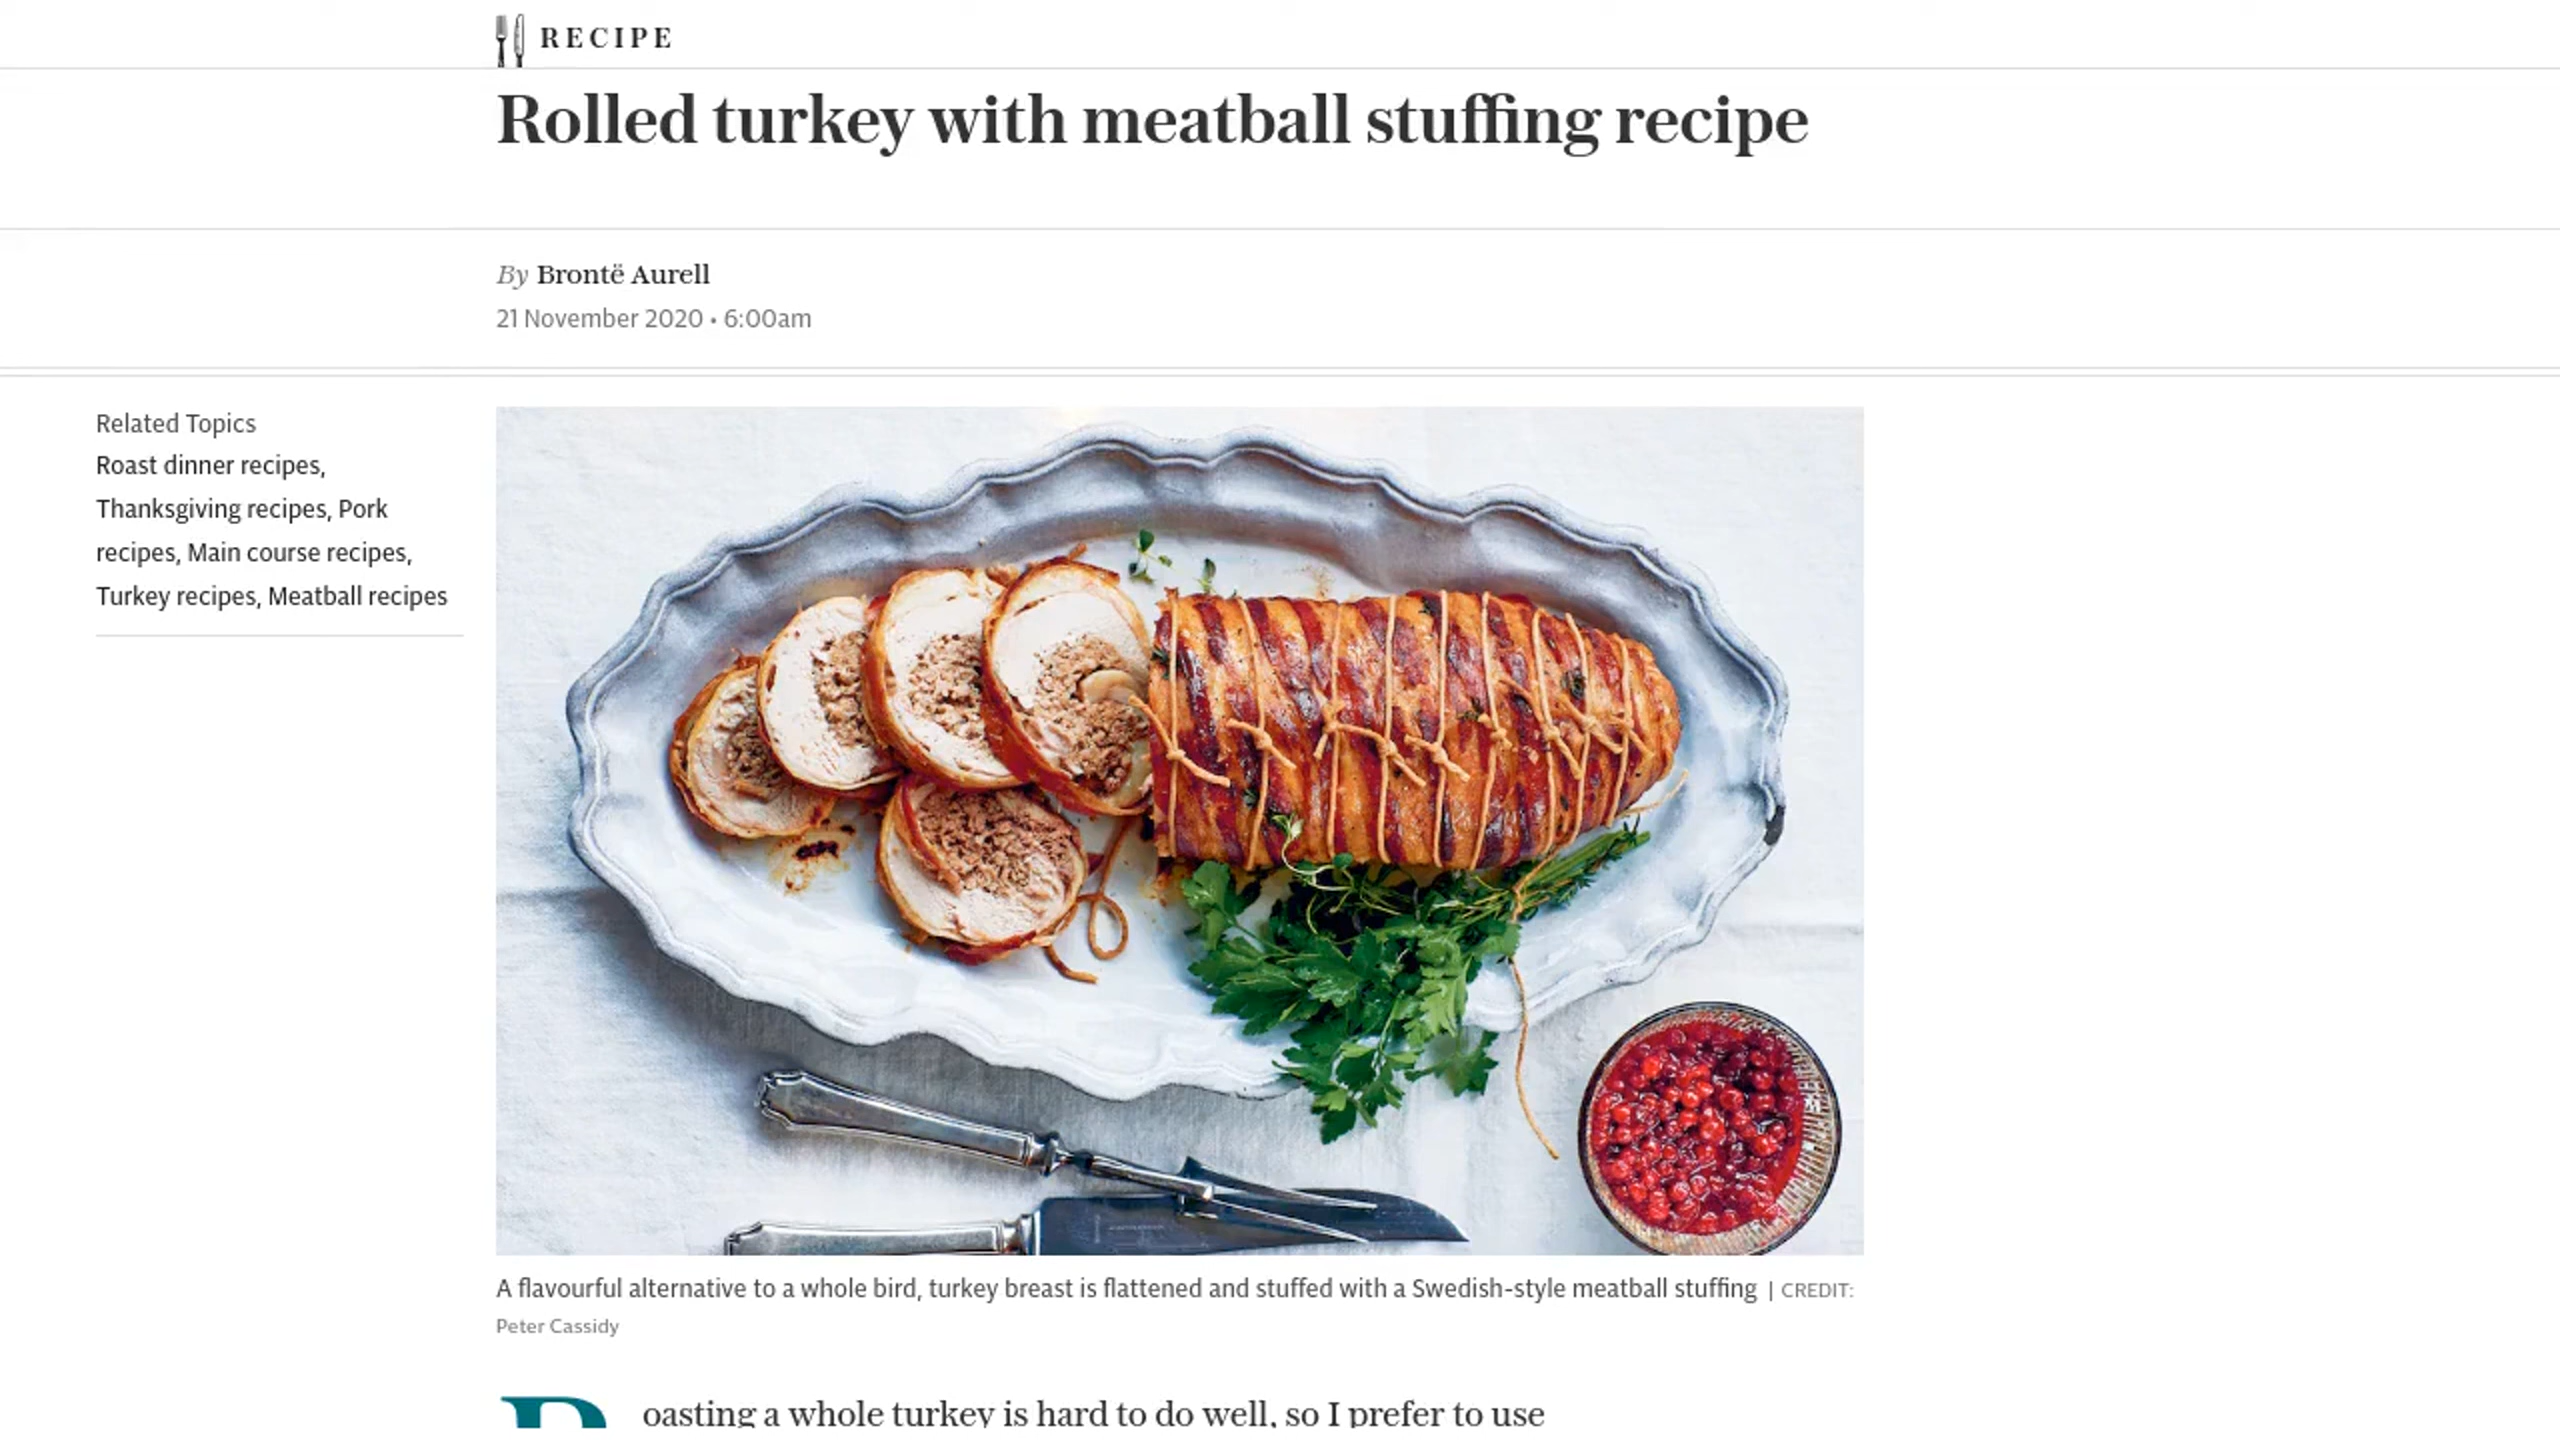 RECIPE
Rolled turkey with meatball stuffing recipe
By Brontë Aurell
21 November 2020 • 6:00am
Related Topics
Roast dinner recipes,
Thanksgiving recipes, Pork
recipes, Main course recipes,
Turkey recipes, Meatball recipes
A flavourful alternative to a whole bird, turkey breast is flattened and stuffed with a Swedish-style meatball stuffing | CREDIT:
Peter Cassidy
Roasting a whole turkey is hard to do well, so I prefer to use